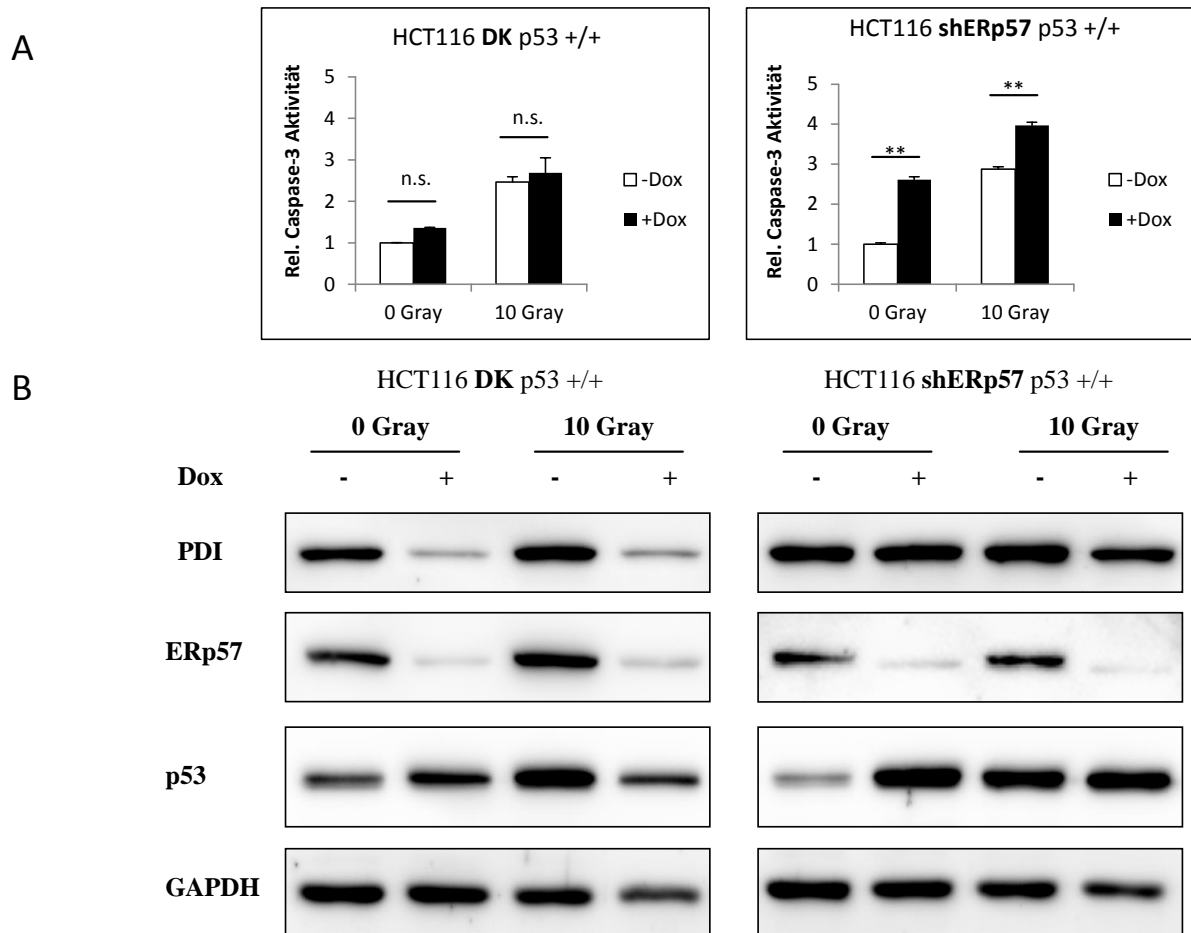 A
HCT116 DK p53 +/+
Rel. Caspase-3 Aktivität
5
4
3
2
1
0
n.s.
n.s.
0 Gray
10 Gray
-Dox
+Dox
HCT116 shERp57 p53 +/+
Rel. Caspase-3 Aktivität
5
4
3
2
1
0
**
**
0 Gray
10 Gray
-Dox
+Dox
B
HCT116 DK p53 +/+
HCT116 shERp57 p53 +/+
0 Gray 10 Gray 0 Gray 10 Gray
Dox - + - + - + - +
PDI
ERp57
p53
GAPDH